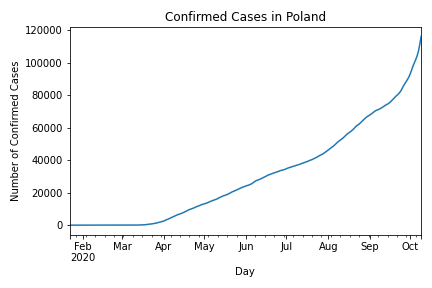 Confirmed Cases in Poland
120000
100000
80000
60000
40000
20000
0
Number of Confirmed Cases
Feb Mar Apr May Jun Jul Aug Sep Oct
2020
Day